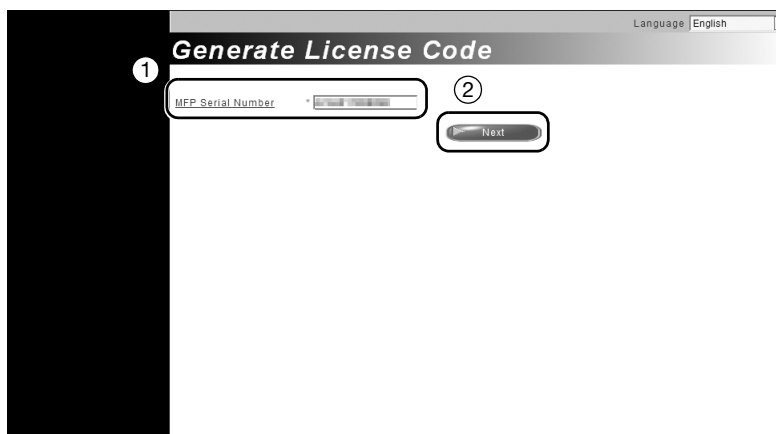 Language English
Generate License Code
①
②
MFP Serial Number *
Next